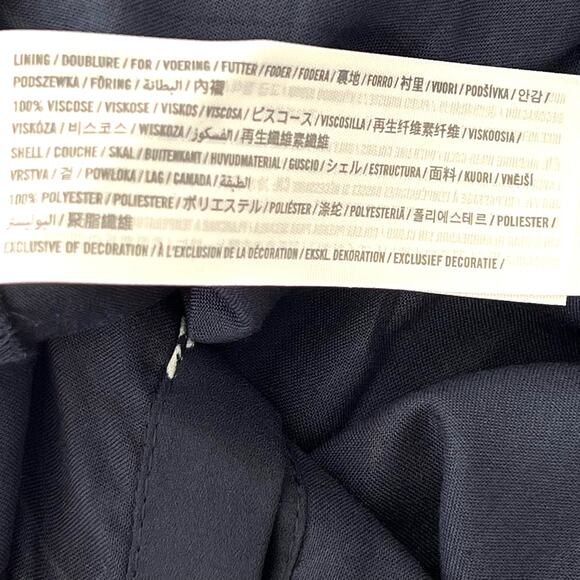 LINING / DOUBLURE / FOR / VOERING / FUTTER / FODER / FODERA / 裏地 / FORRO / 衬里 / VUORI / PODŠÍVKA / 안감 /
PODSZEWKA / FÖRING / البطانة / 內襯
100% VISCOSE / VISKOSE / VISKOS / VISCOSA / ビスコース / VISCOSILLA / 再生纤维素纤维 / VISKOOSIA /
VISKÓZA / 비스코스 / WISKOZA / الفسكوز / 再生纖維素纖維
SHELL / COUCHE / SKAL / BUITENKANT / HUVUDMATERIAL / GUSCIO / シェル / ESTRUCTURA / 面料 / KUORI / VNĚJŠÍ
VRSTVA / 겉 / POWŁOKA / LAG / CAMADA / الطبقة
100% POLYESTER / POLIESTERE / ポリエステル / POLIÉSTER / 涤纶 / POLYESTERIÄ / 폴리에스테르 / POLIESTER /
البوليستر / 聚脂纖維
EXCLUSIVE OF DECORATION / À L'EXCLUSION DE LA DÉCORATION / EKSKL. DEKORATION / EXCLUSIEF DECORATIE /